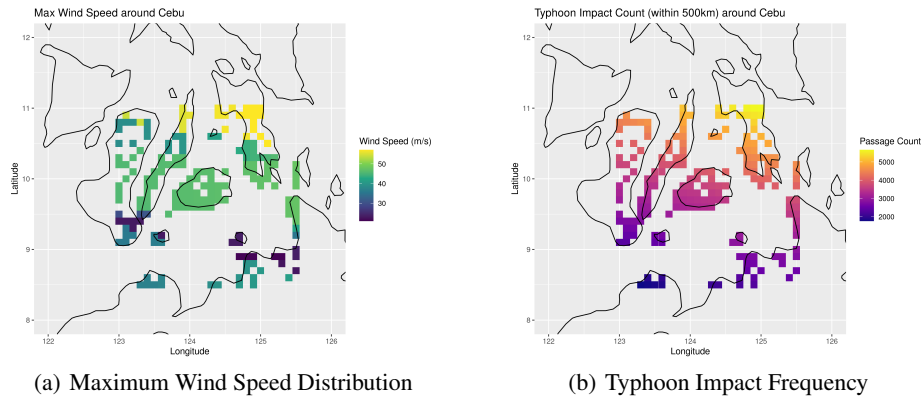 Max Wind Speed around Cebu
12
11
10
9
8
Latitude
122
123
124
125
126
Longitude
Wind Speed (m/s)
50
40
30
(a) Maximum Wind Speed Distribution
Typhoon Impact Count (within 500km) around Cebu
12
11
10
9
8
Latitude
122
123
124
125
126
Longitude
Passage Count
5000
4000
3000
2000
(b) Typhoon Impact Frequency